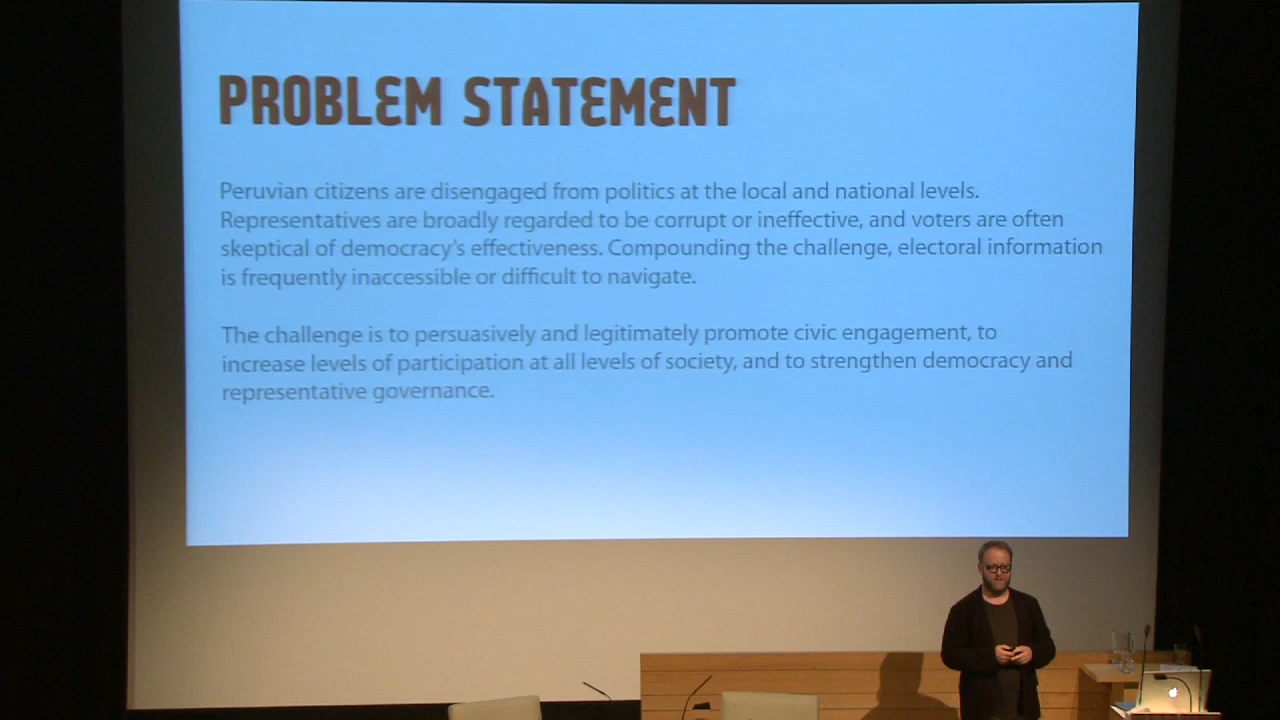 PROBLEM STATEMENT
Peruvian citizens are disengaged from politics at the local and national levels.
Representatives are broadly regarded to be corrupt or ineffective, and voters are often
skeptical of democracy's effectiveness. Compounding the challenge, electoral information
is frequently inaccessible or difficult to navigate.
The challenge is to persuasively and legitimately promote civic engagement, to
increase levels of participation at all levels of society, and to strengthen democracy and
representative governance.